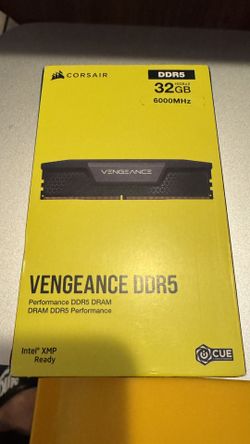 CORSAIR
DDR5
32GB
6000MHz
VENGEANCE
VENGEANCE DDR5
Performance DDR5 DRAM
DRAM DDR5 Performance
Intel® XMP
Ready
iCUE